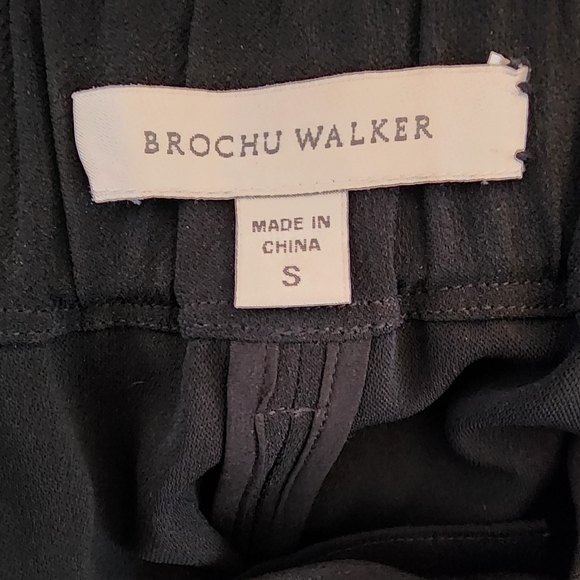 BROCHU WALKER
MADE IN
CHINA
S